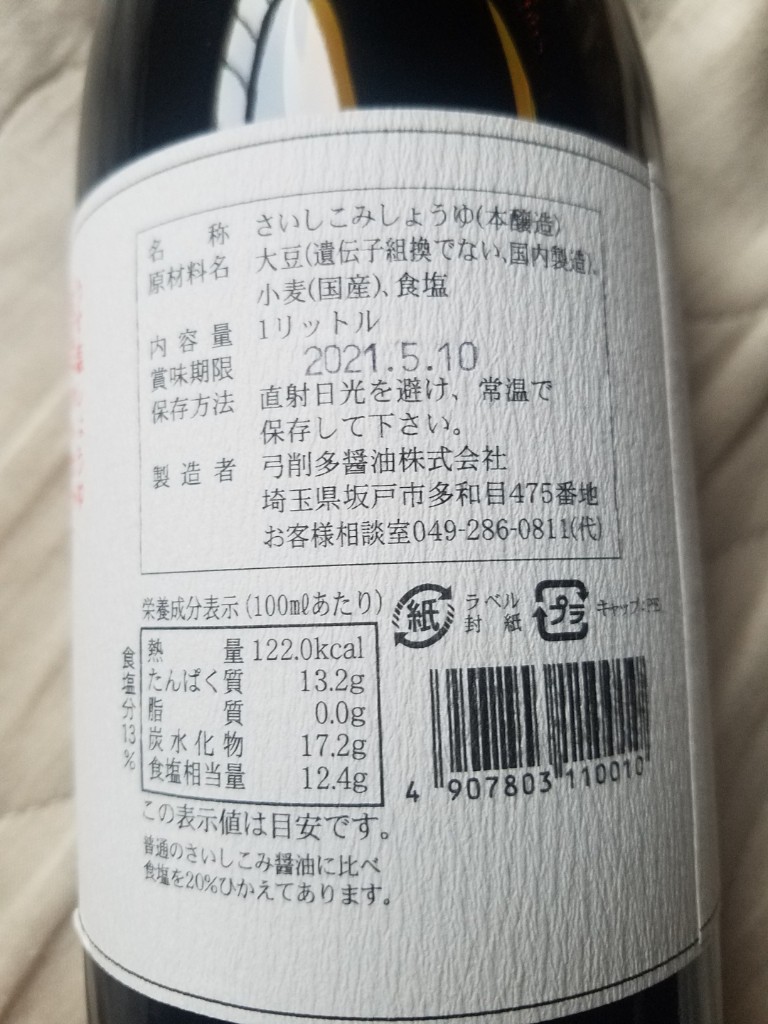 名称 さいしこみしょうゆ(本醸造)
原材料名 大豆(遺伝子組換でない,国内製造)、
小麦(国産)、食塩
内容量 1リットル
賞味期限 2021.5.10
保存方法 直射日光を避け、常温で
保存して下さい。
製造者 弓削多醤油株式会社
埼玉県坂戸市多和目475番地
お客様相談室049-286-0811(代)
栄養成分表示(100mlあたり)
熱量 122.0kcal
たんぱく質 13.2g
脂質 0.0g
炭水化物 17.2g
食塩相当量 12.4g
食塩分13%
この表示値は目安です。
普通のさいしこみ醤油に比べ
食塩を20%ひかえてあります。
紙 ラベル
封紙
プラ キャップ:PE
4 907803 110010